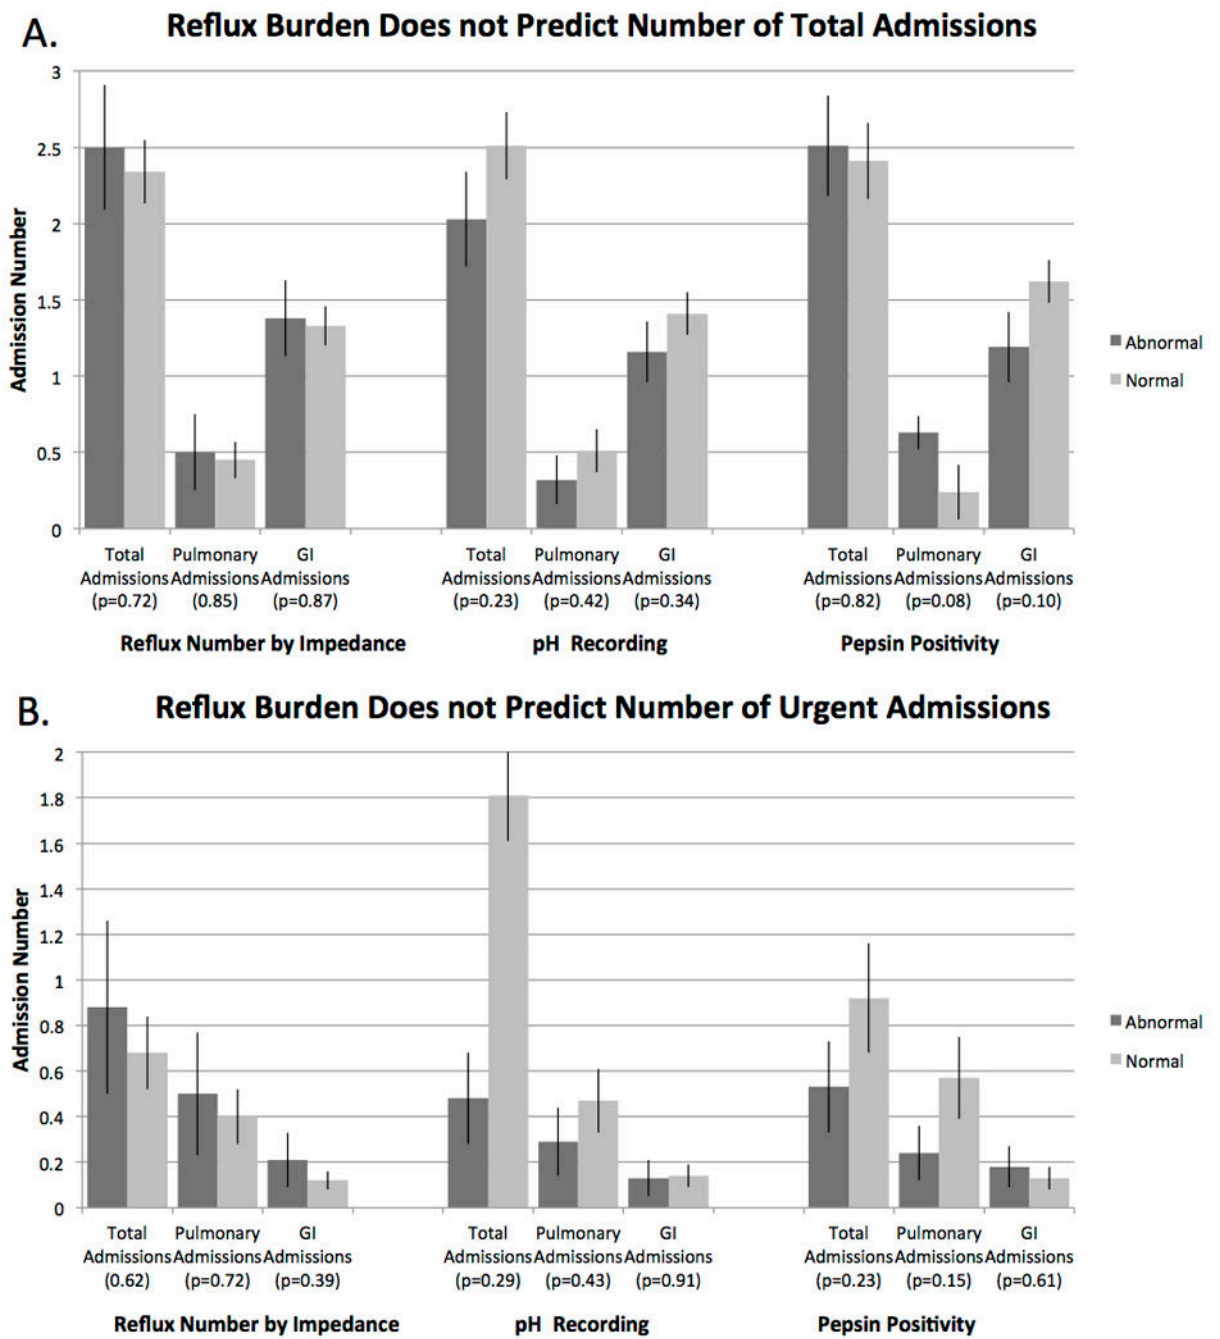 A.
Reflux Burden Does not Predict Number of Total Admissions
3
2.5
2
1.5
1
0.5
0
Admission Number
Abnormal
Normal
Total Pulmonary GI Total Pulmonary GI Total Pulmonary GI
Admissions Admissions Admissions Admissions Admissions Admissions Admissions Admissions Admissions
(p=0.72) (0.85) (p=0.87) (p=0.23) (p=0.42) (p=0.34) (p=0.82) (p=0.08) (p=0.10)
Reflux Number by Impedance pH Recording Pepsin Positivity
B.
Reflux Burden Does not Predict Number of Urgent Admissions
2
1.8
1.6
1.4
1.2
1
0.8
0.6
0.4
0.2
0
Admission Number
Abnormal
Normal
Total Pulmonary GI Total Pulmonary GI Total Pulmonary GI
Admissions Admissions Admissions Admissions Admissions Admissions Admissions Admissions Admissions
(0.62) (p=0.72) (p=0.39) (p=0.29) (p=0.43) (p=0.91) (p=0.23) (p=0.15) (p=0.61)
Reflux Number by Impedance pH Recording Pepsin Positivity